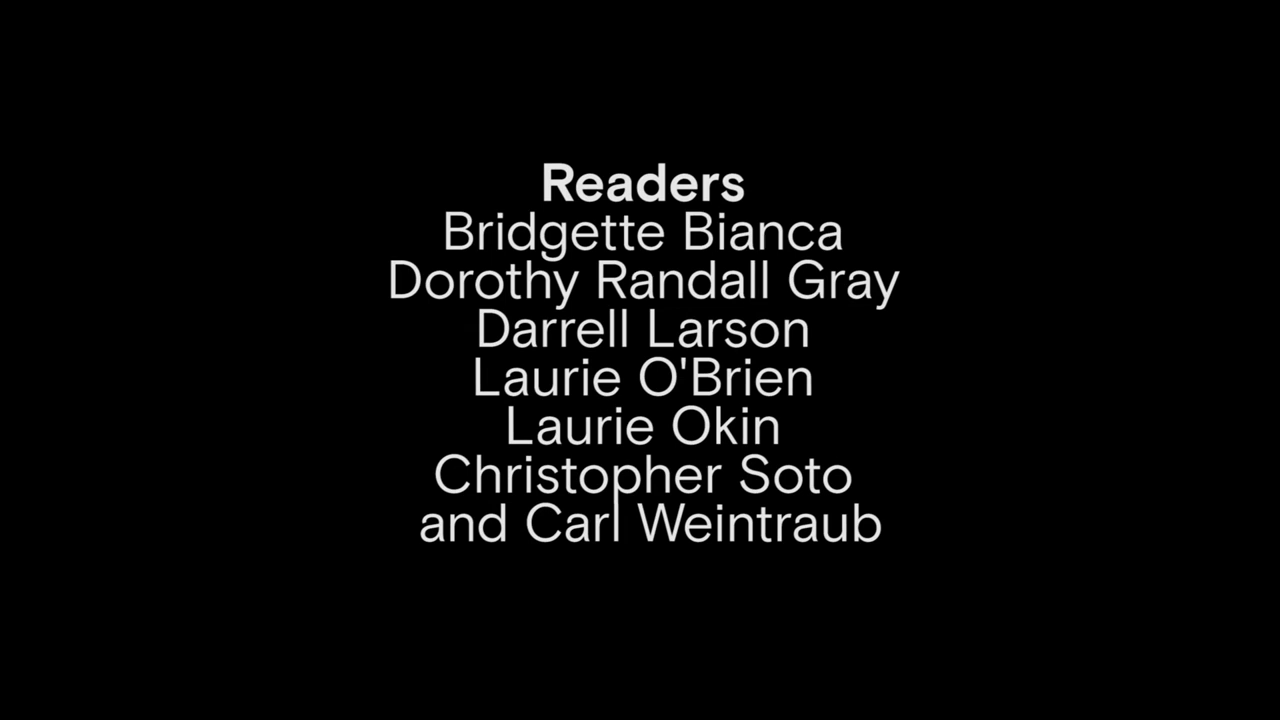 Readers
Bridgette Bianca
Dorothy Randall Gray
Darrell Larson
Laurie O'Brien
Laurie Okin
Christopher Soto
and Carl Weintraub